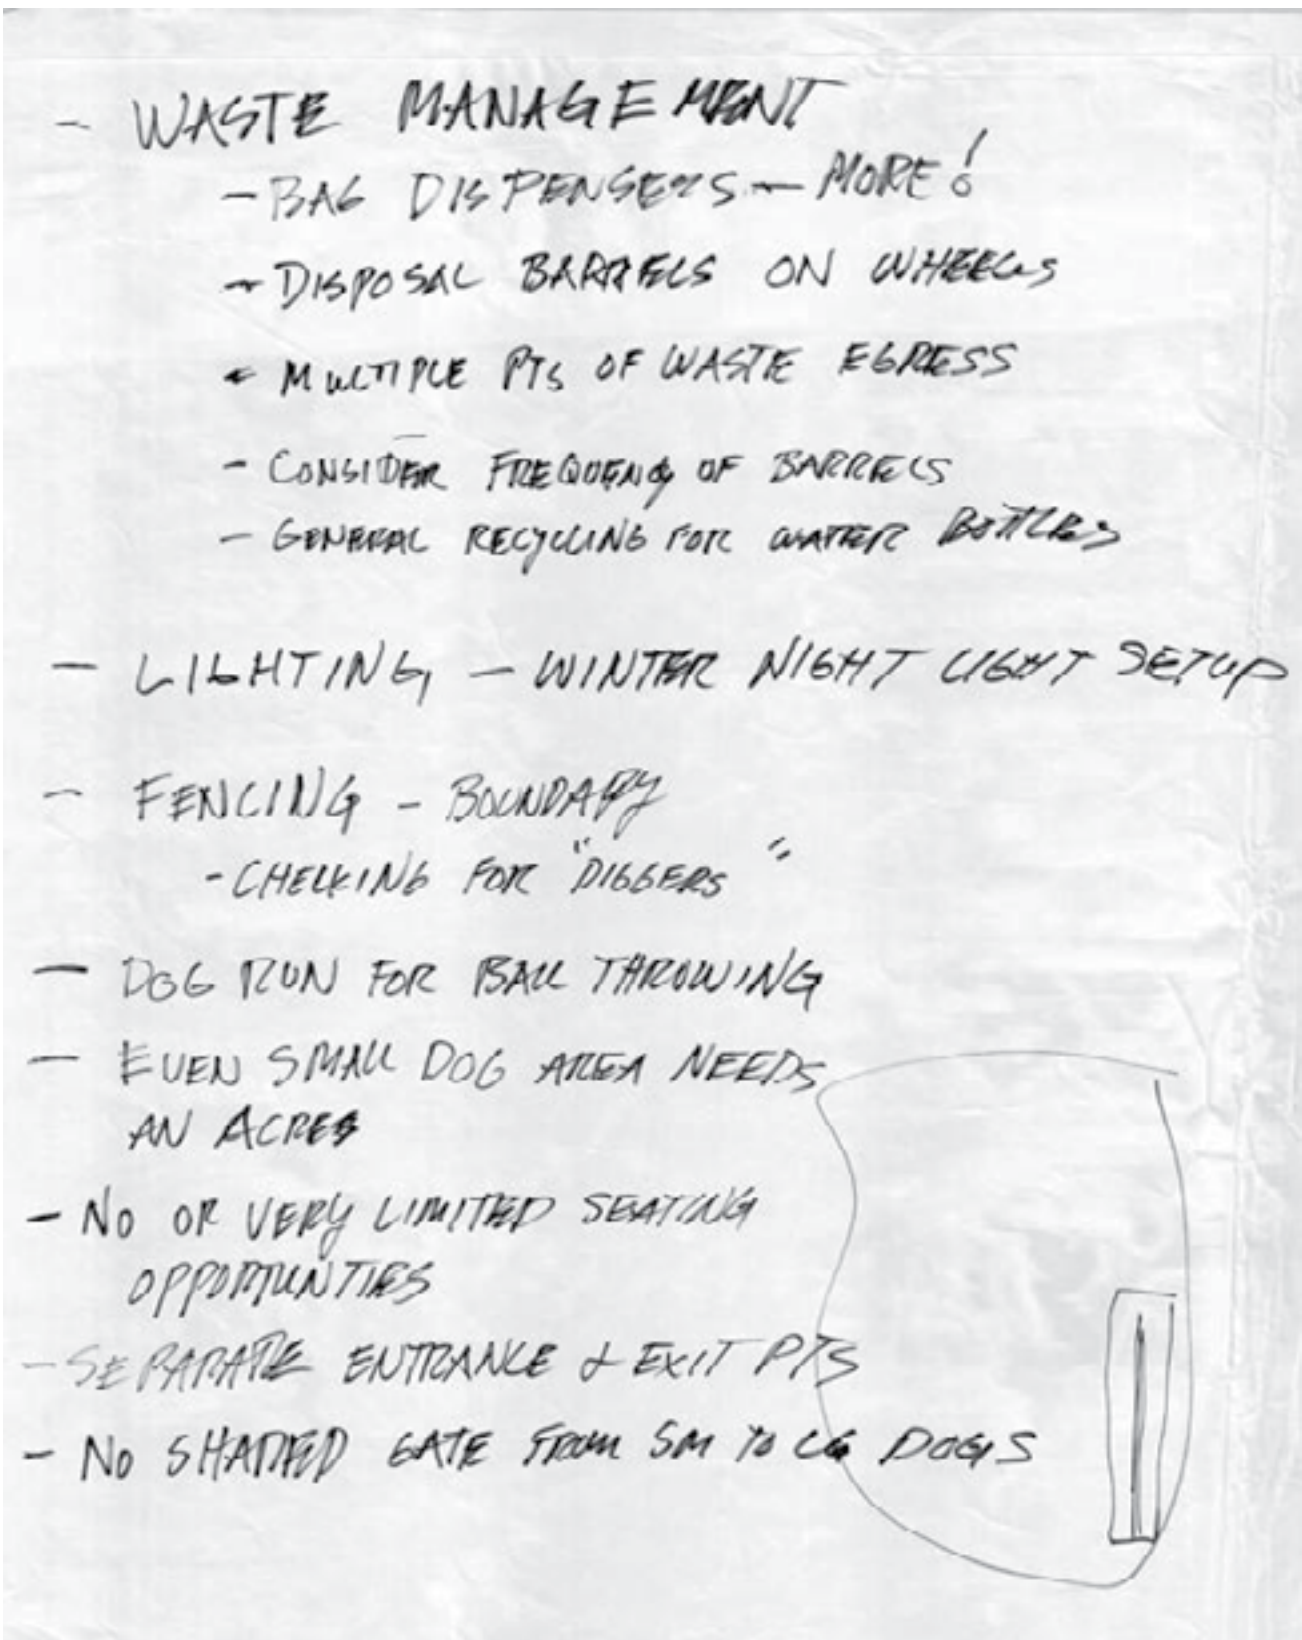 - WASTE MANAGEMENT
- BAG DISPENSERS - MORE!
- DISPOSAL BARRELS ON WHEELS
- MULTIPLE PTS OF WASTE EGRESS
- CONSIDER FREQUENCY OF BARRELS
- GENERAL RECYCLING FOR WATER BOTTLES
- LIGHTING - WINTER NIGHT LIGHT SETUP
- FENCING - BOUNDARY
- CHECKING FOR "DIGGERS"
- DOG RUN FOR BALL THROWING
- EVEN SMALL DOG AREA NEEDS
AN ACRES
- NO OR VERY LIMITED SEATING
OPPORTUNTIES
- SEPARATE ENTRANCE & EXIT PTS
- NO SHARED GATE FROM SM TO LG DOGS